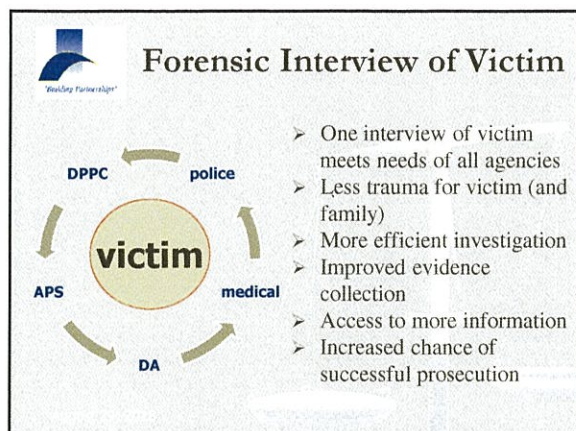 Forensic Interview of Victim
"Building Partnerships"
DPPC
police
victim
APS
medical
DA
➢ One interview of victim
meets needs of all agencies
➢ Less trauma for victim (and
family)
➢ More efficient investigation
➢ Improved evidence
collection
➢ Access to more information
➢ Increased chance of
successful prosecution